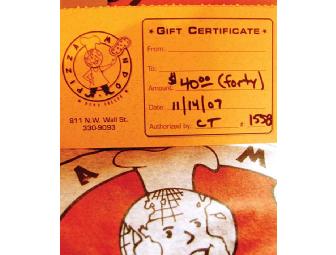 PIZZA MONDO
GIFT CERTIFICATE
From:
To:
Amount: $40.00 (forty)
Date: 11/14/07
Authorized by: CT # 1558
811 N.W. Wall St.
330-9093
A M